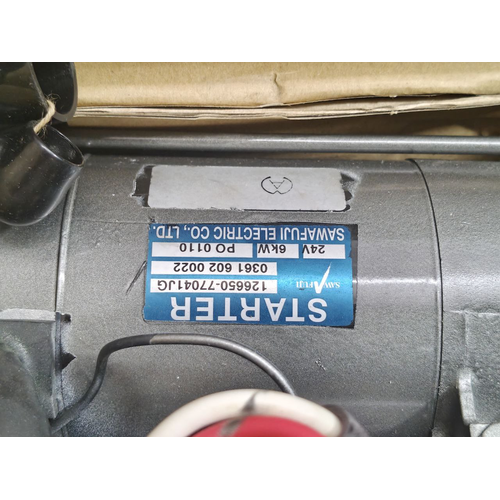 STARTER
SAWAFUJI
126650-77041JG
0361 602 0022
24V 6kW PO 0110
SAWAFUJI ELECTRIC CO., LTD.
A